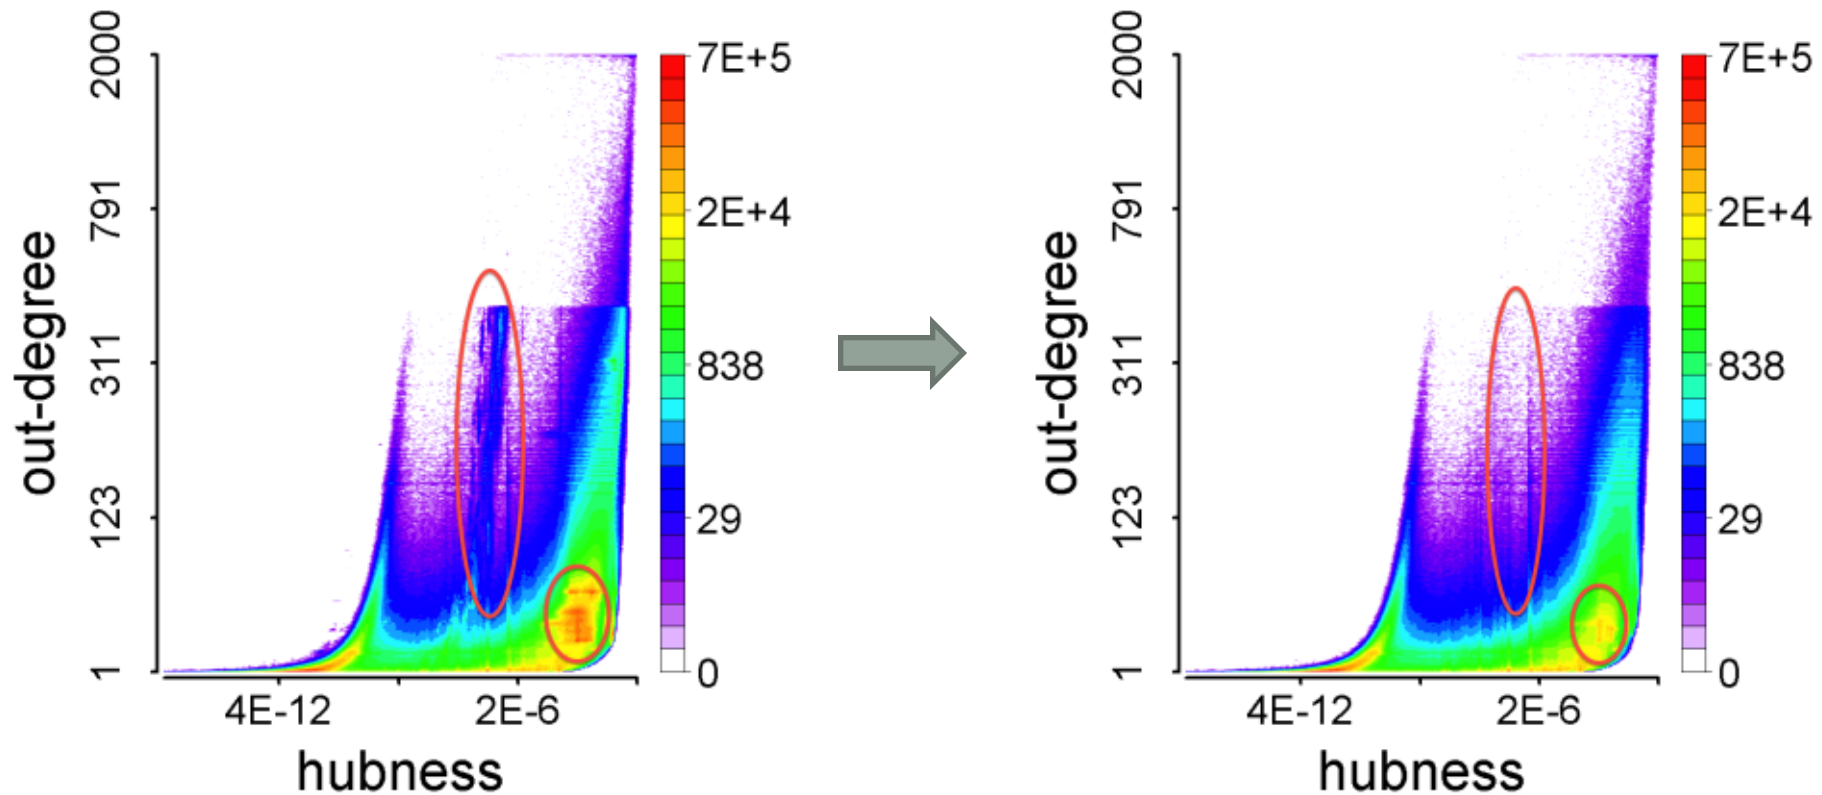 out-degree
2000
791
311
123
1
4E-12
2E-6
hubness
7E+5
2E+4
838
29
0
out-degree
2000
791
311
123
1
4E-12
2E-6
hubness
7E+5
2E+4
838
29
0